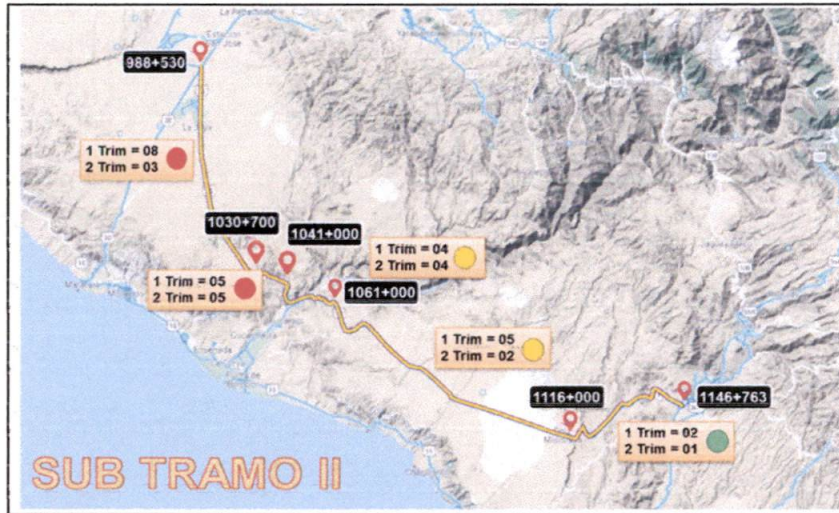 988+530
1 Trim = 08
2 Trim = 03
1030+700
1041+000
1 Trim = 04
2 Trim = 04
1 Trim = 05
2 Trim = 05
1061+000
1 Trim = 05
2 Trim = 02
1116+000
1146+763
1 Trim = 02
2 Trim = 01
SUB TRAMO II